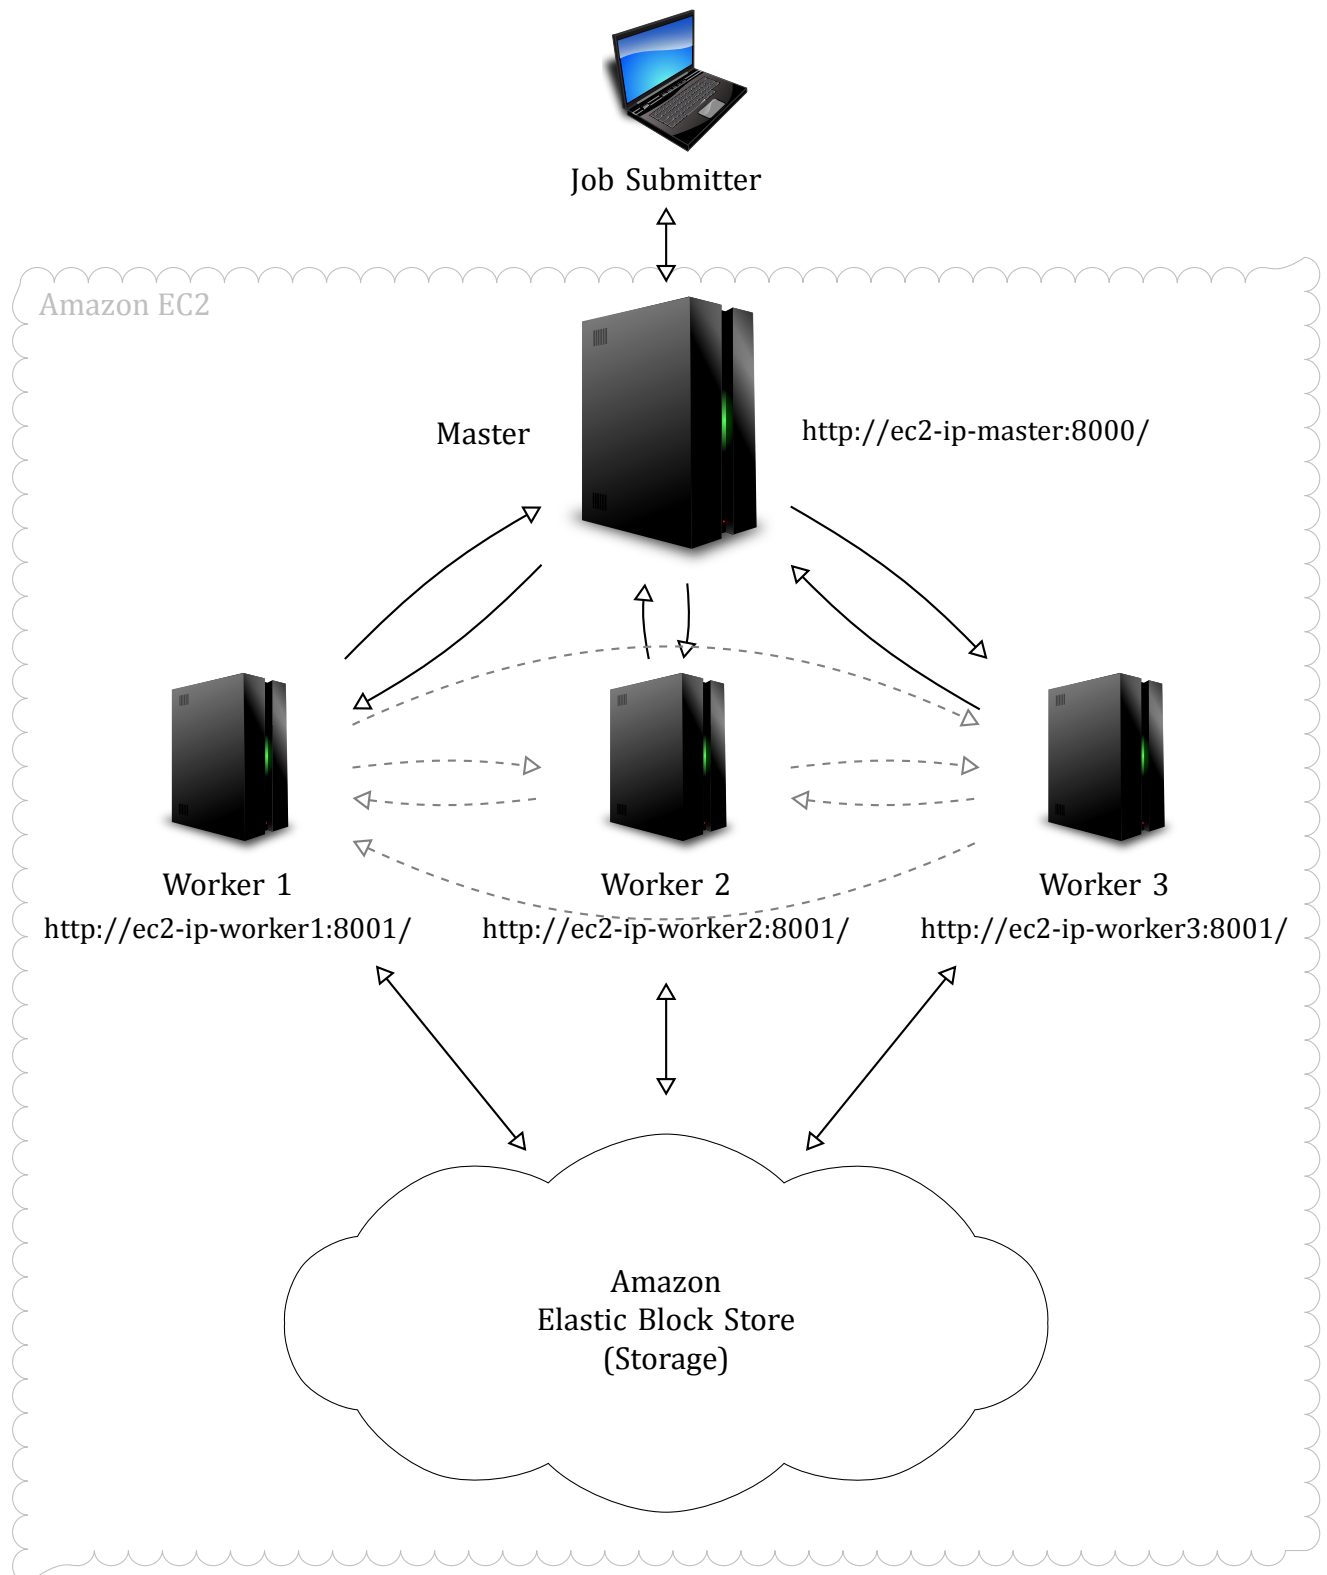 Job Submitter
Amazon EC2
Master
http://ec2-ip-master:8000/
Worker 1
http://ec2-ip-worker1:8001/
Worker 2
http://ec2-ip-worker2:8001/
Worker 3
http://ec2-ip-worker3:8001/
Amazon
Elastic Block Store
(Storage)